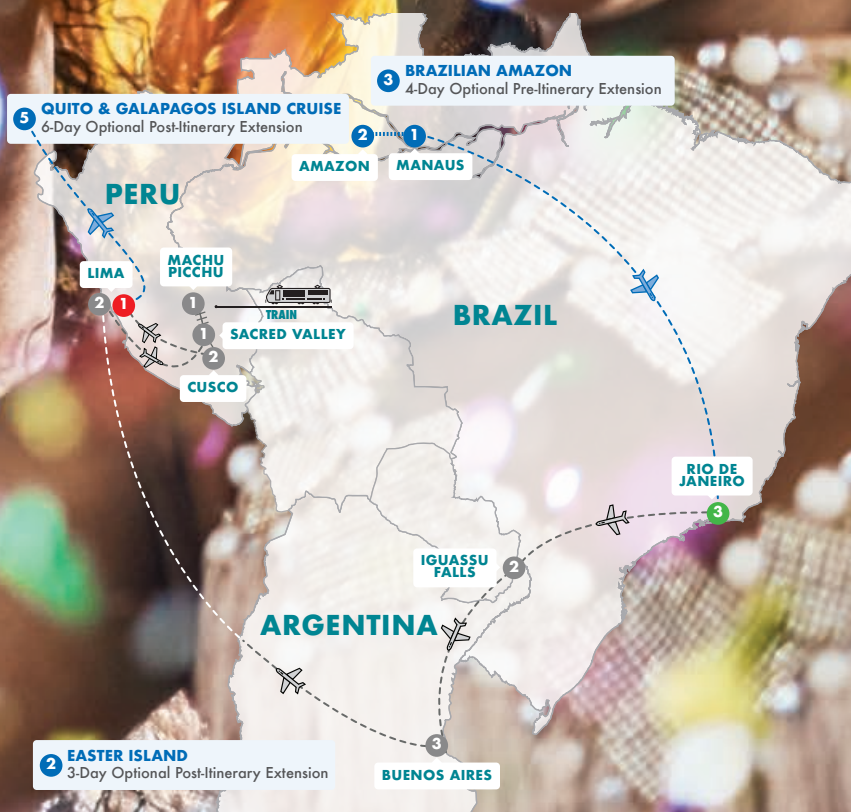 3 BRAZILIAN AMAZON
4-Day Optional Pre-Itinerary Extension
5 QUITO & GALAPAGOS ISLAND CRUISE
6-Day Optional Post-Itinerary Extension
2 1
AMAZON MANAUS
PERU
MACHU
PICCHU
LIMA
2 1 1
TRAIN
BRAZIL
1 SACRED VALLEY
2
CUSCO
RIO DE
JANEIRO
3
IGUASSU
FALLS
2
ARGENTINA
3
BUENOS AIRES
2 EASTER ISLAND
3-Day Optional Post-Itinerary Extension